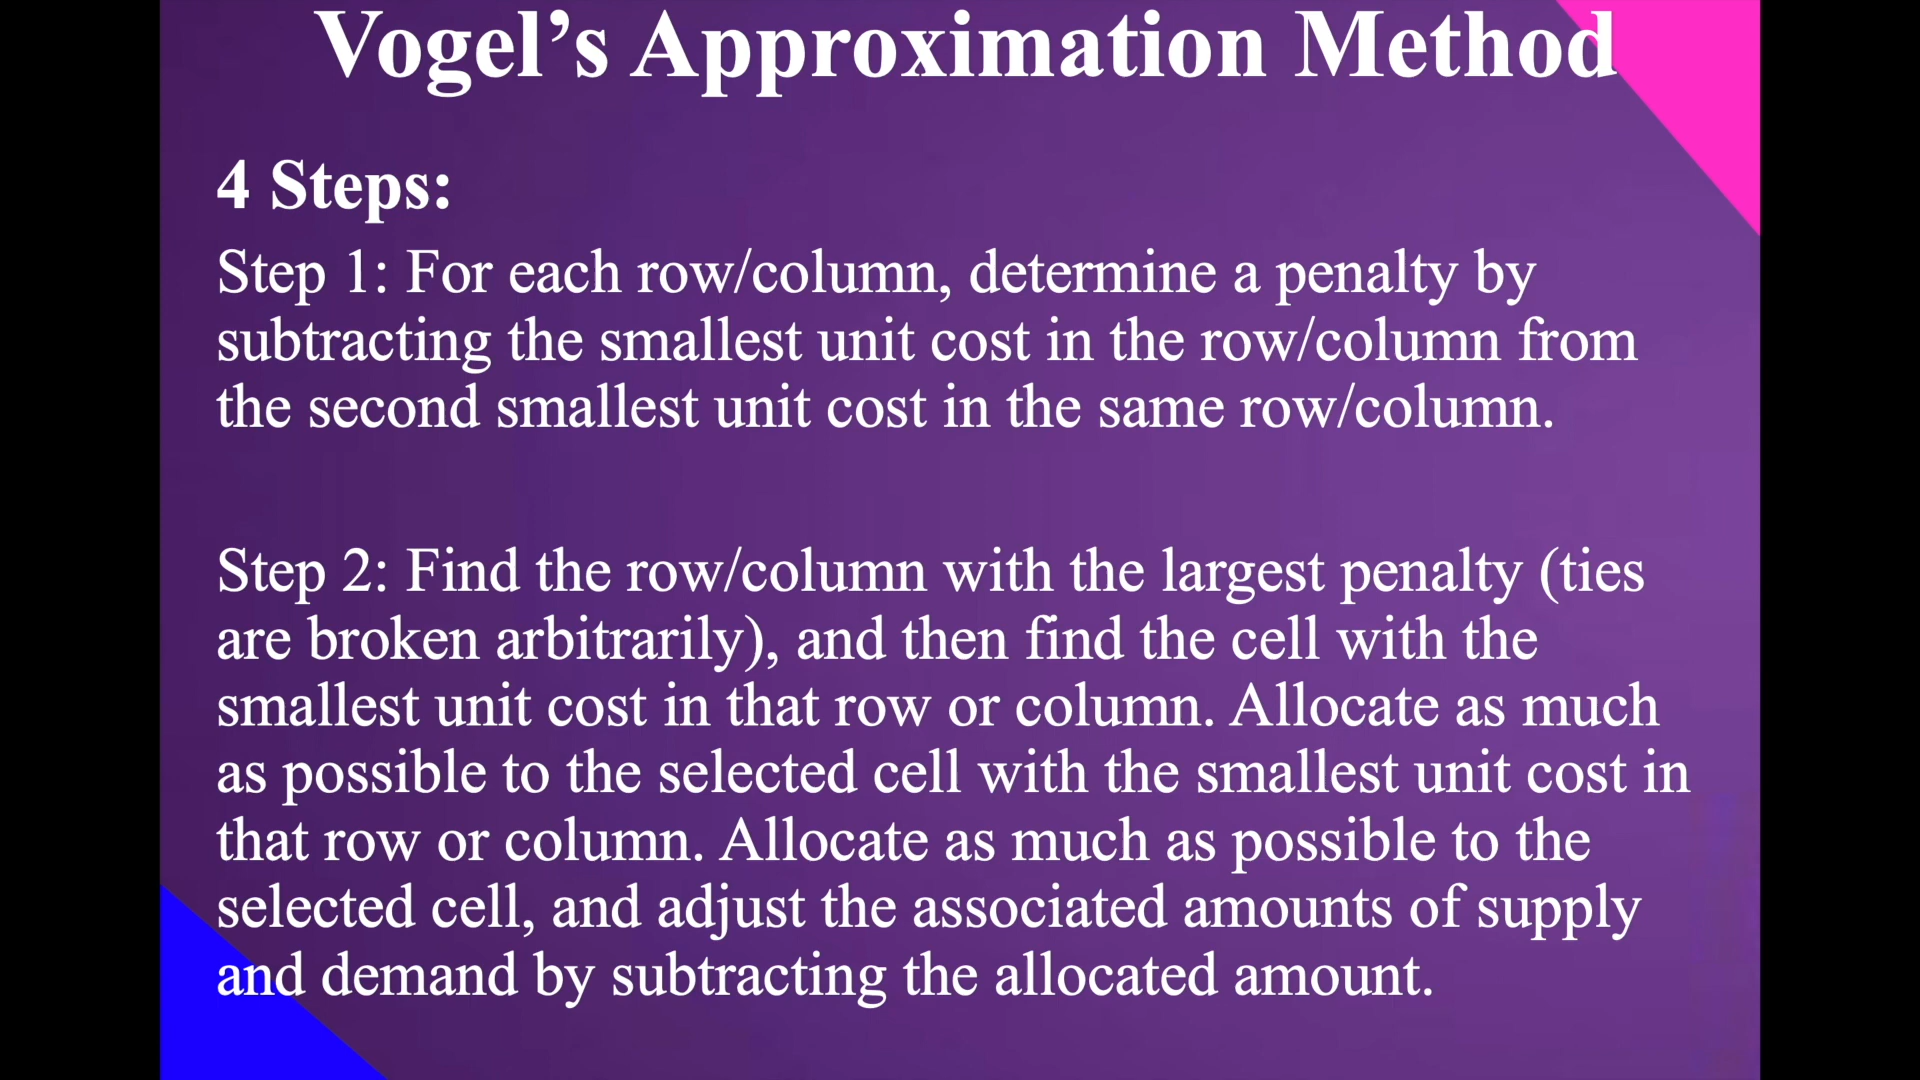 Vogel’s Approximation Method
4 Steps:
Step 1: For each row/column, determine a penalty by
subtracting the smallest unit cost in the row/column from
the second smallest unit cost in the same row/column.
Step 2: Find the row/column with the largest penalty (ties
are broken arbitrarily), and then find the cell with the
smallest unit cost in that row or column. Allocate as much
as possible to the selected cell with the smallest unit cost in
that row or column. Allocate as much as possible to the
selected cell, and adjust the associated amounts of supply
and demand by subtracting the allocated amount.